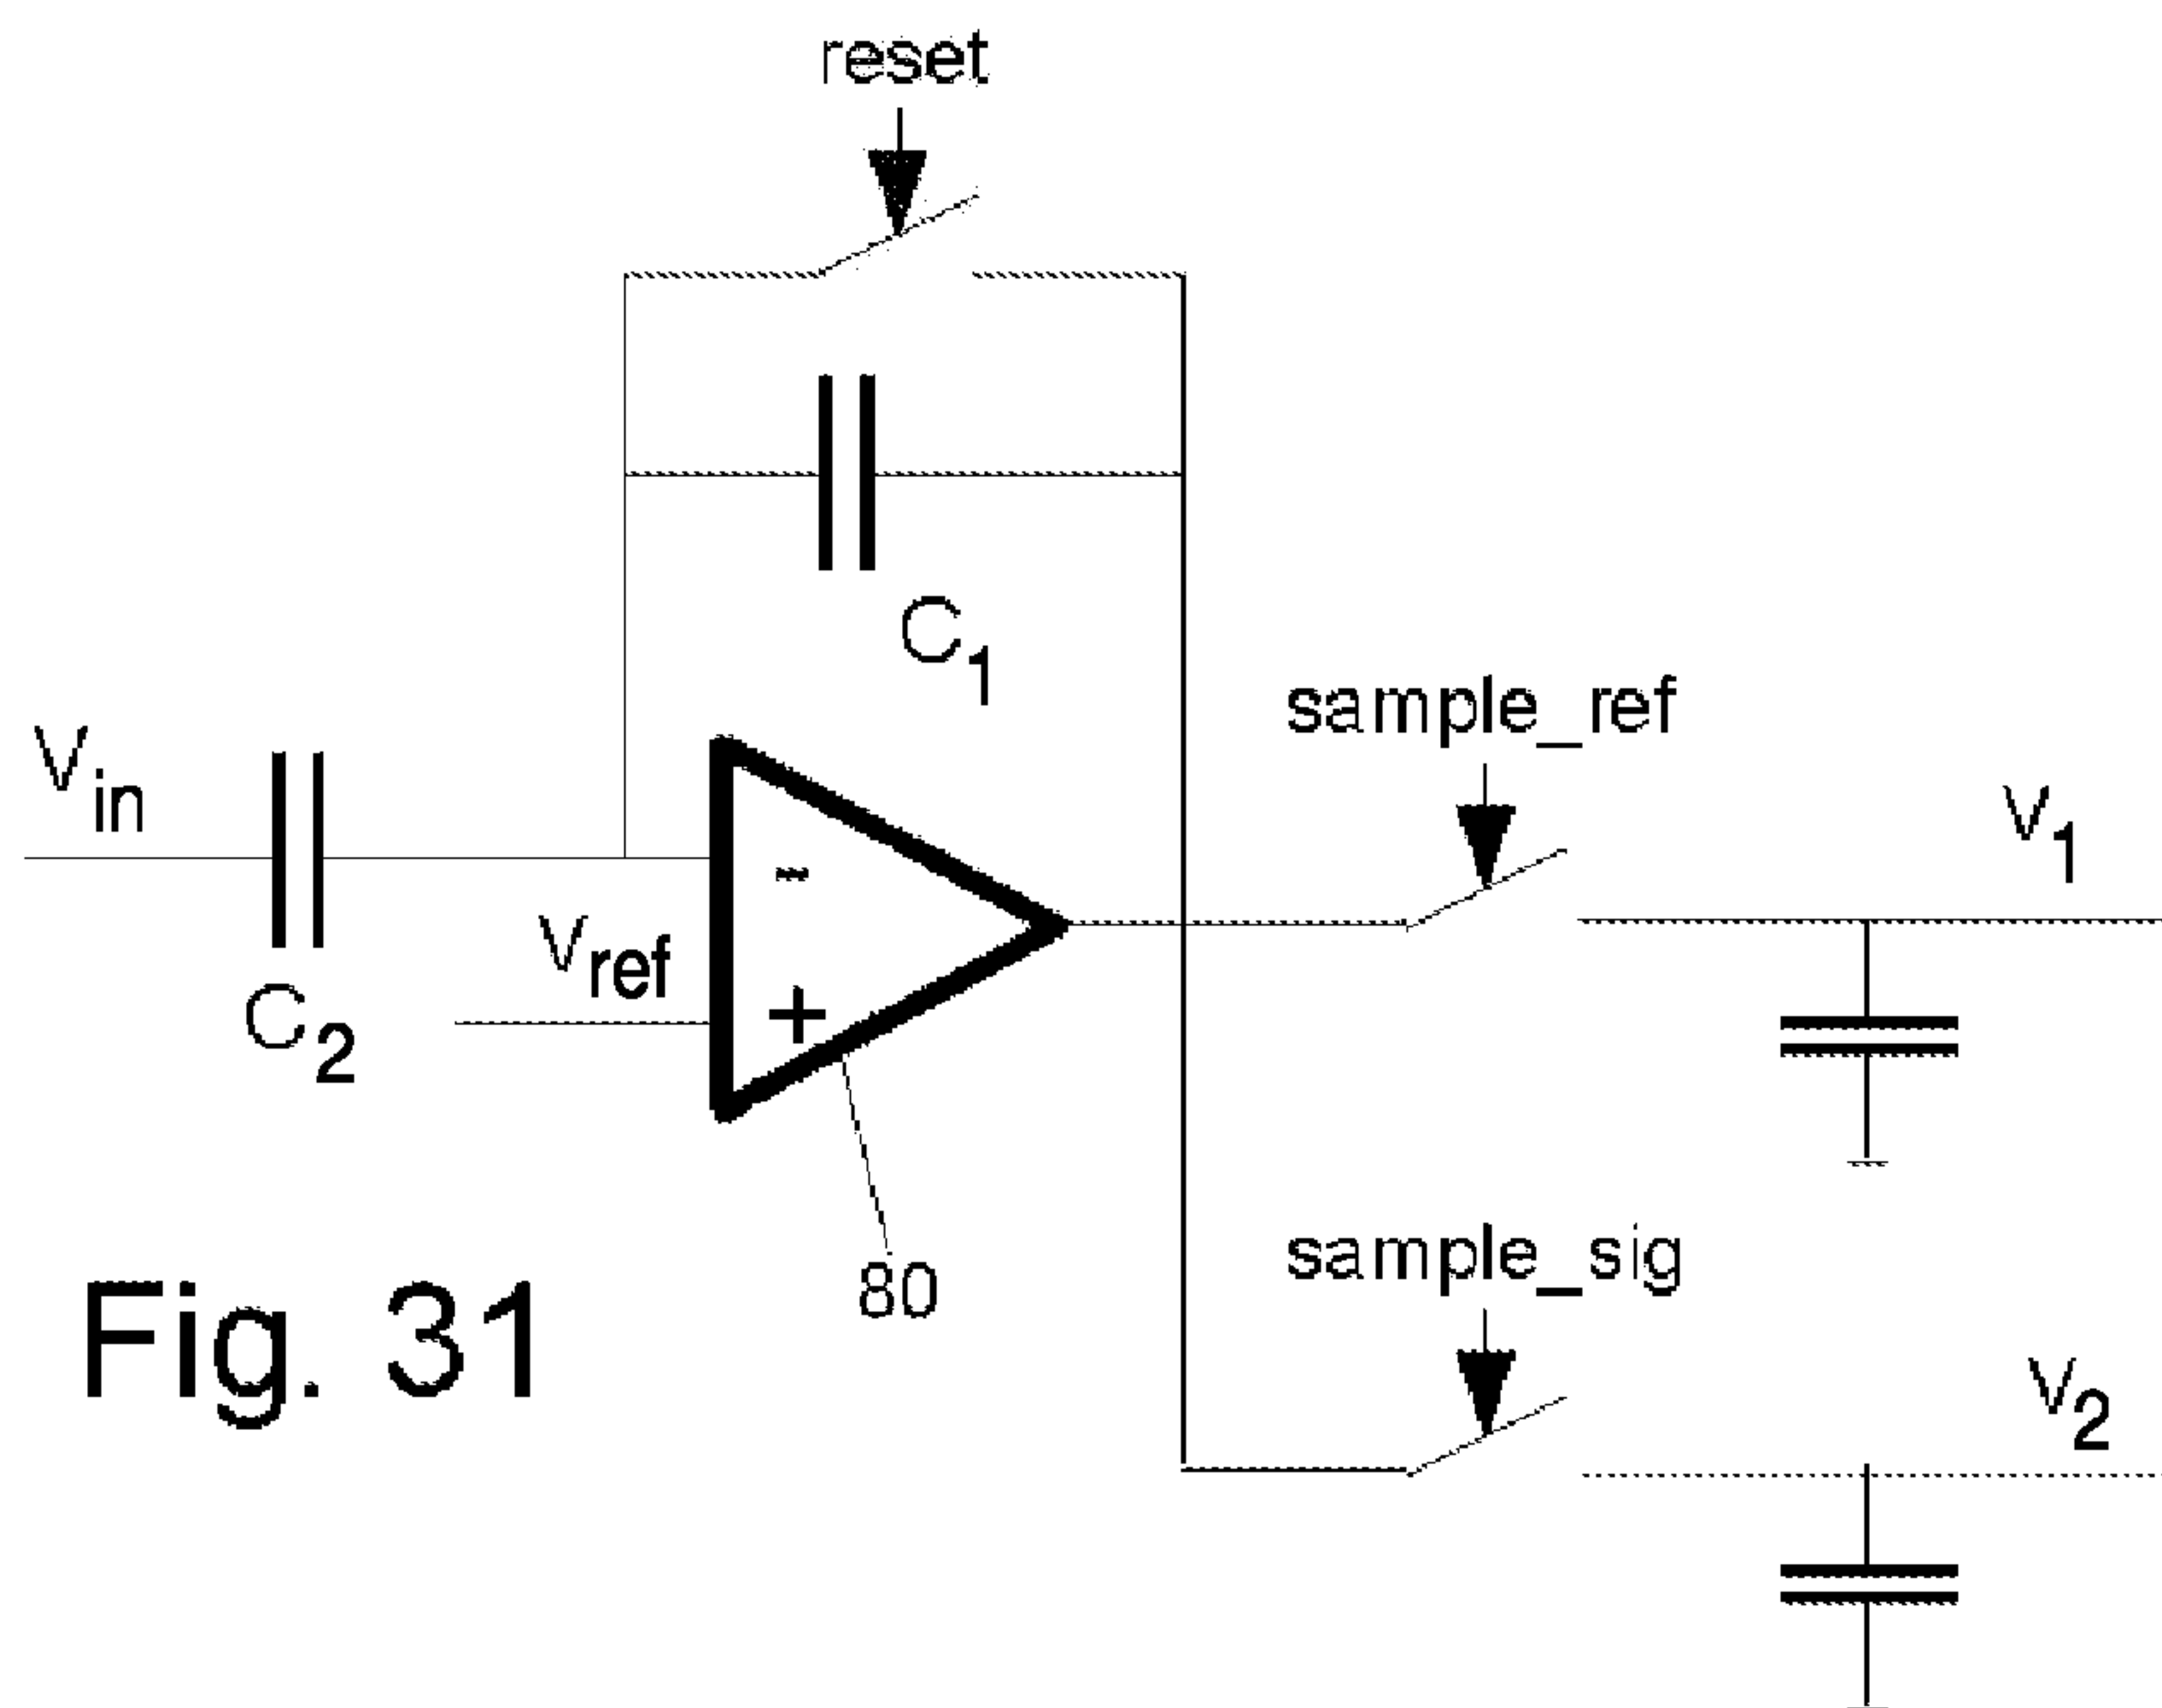 reset
C1
sample_ref
Vin
V1
-
Vref
C2
+
sample_sig
80
Fig. 31
V2